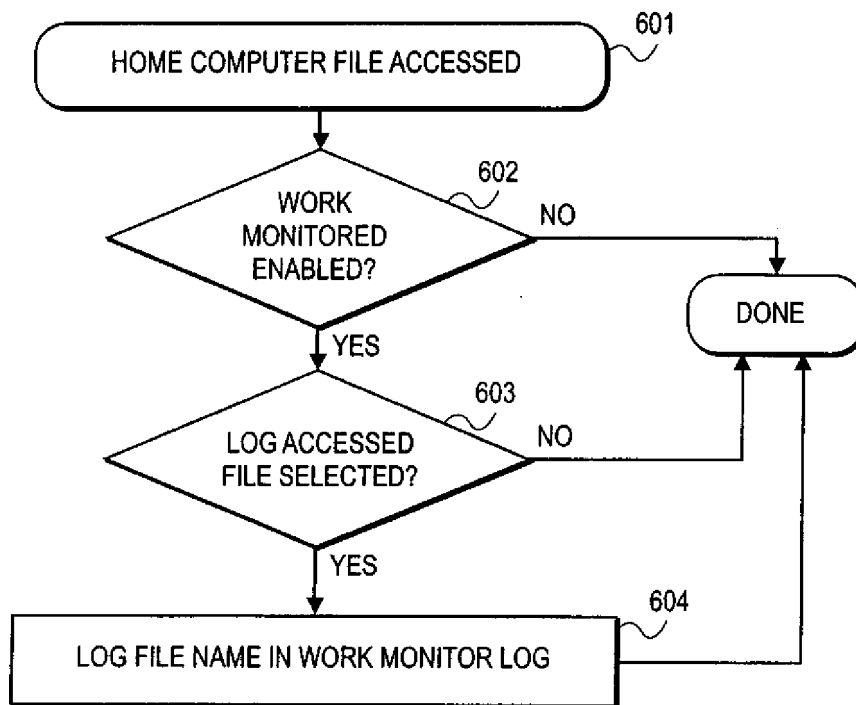 601
HOME COMPUTER FILE ACCESSED
602
WORK
MONITORED
ENABLED?
NO
DONE
YES
603
LOG ACCESSED
FILE SELECTED?
NO
YES
604
LOG FILE NAME IN WORK MONITOR LOG